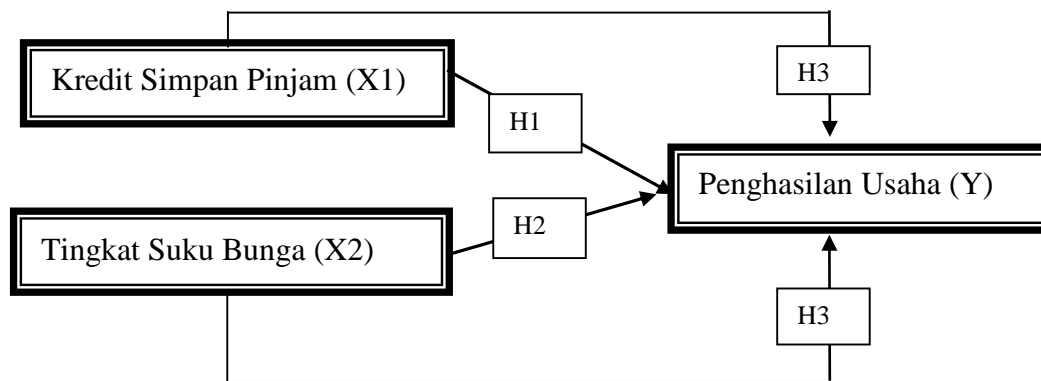 Kredit Simpan Pinjam (X1)
H3
H1
Penghasilan Usaha (Y)
H2
Tingkat Suku Bunga (X2)
H3